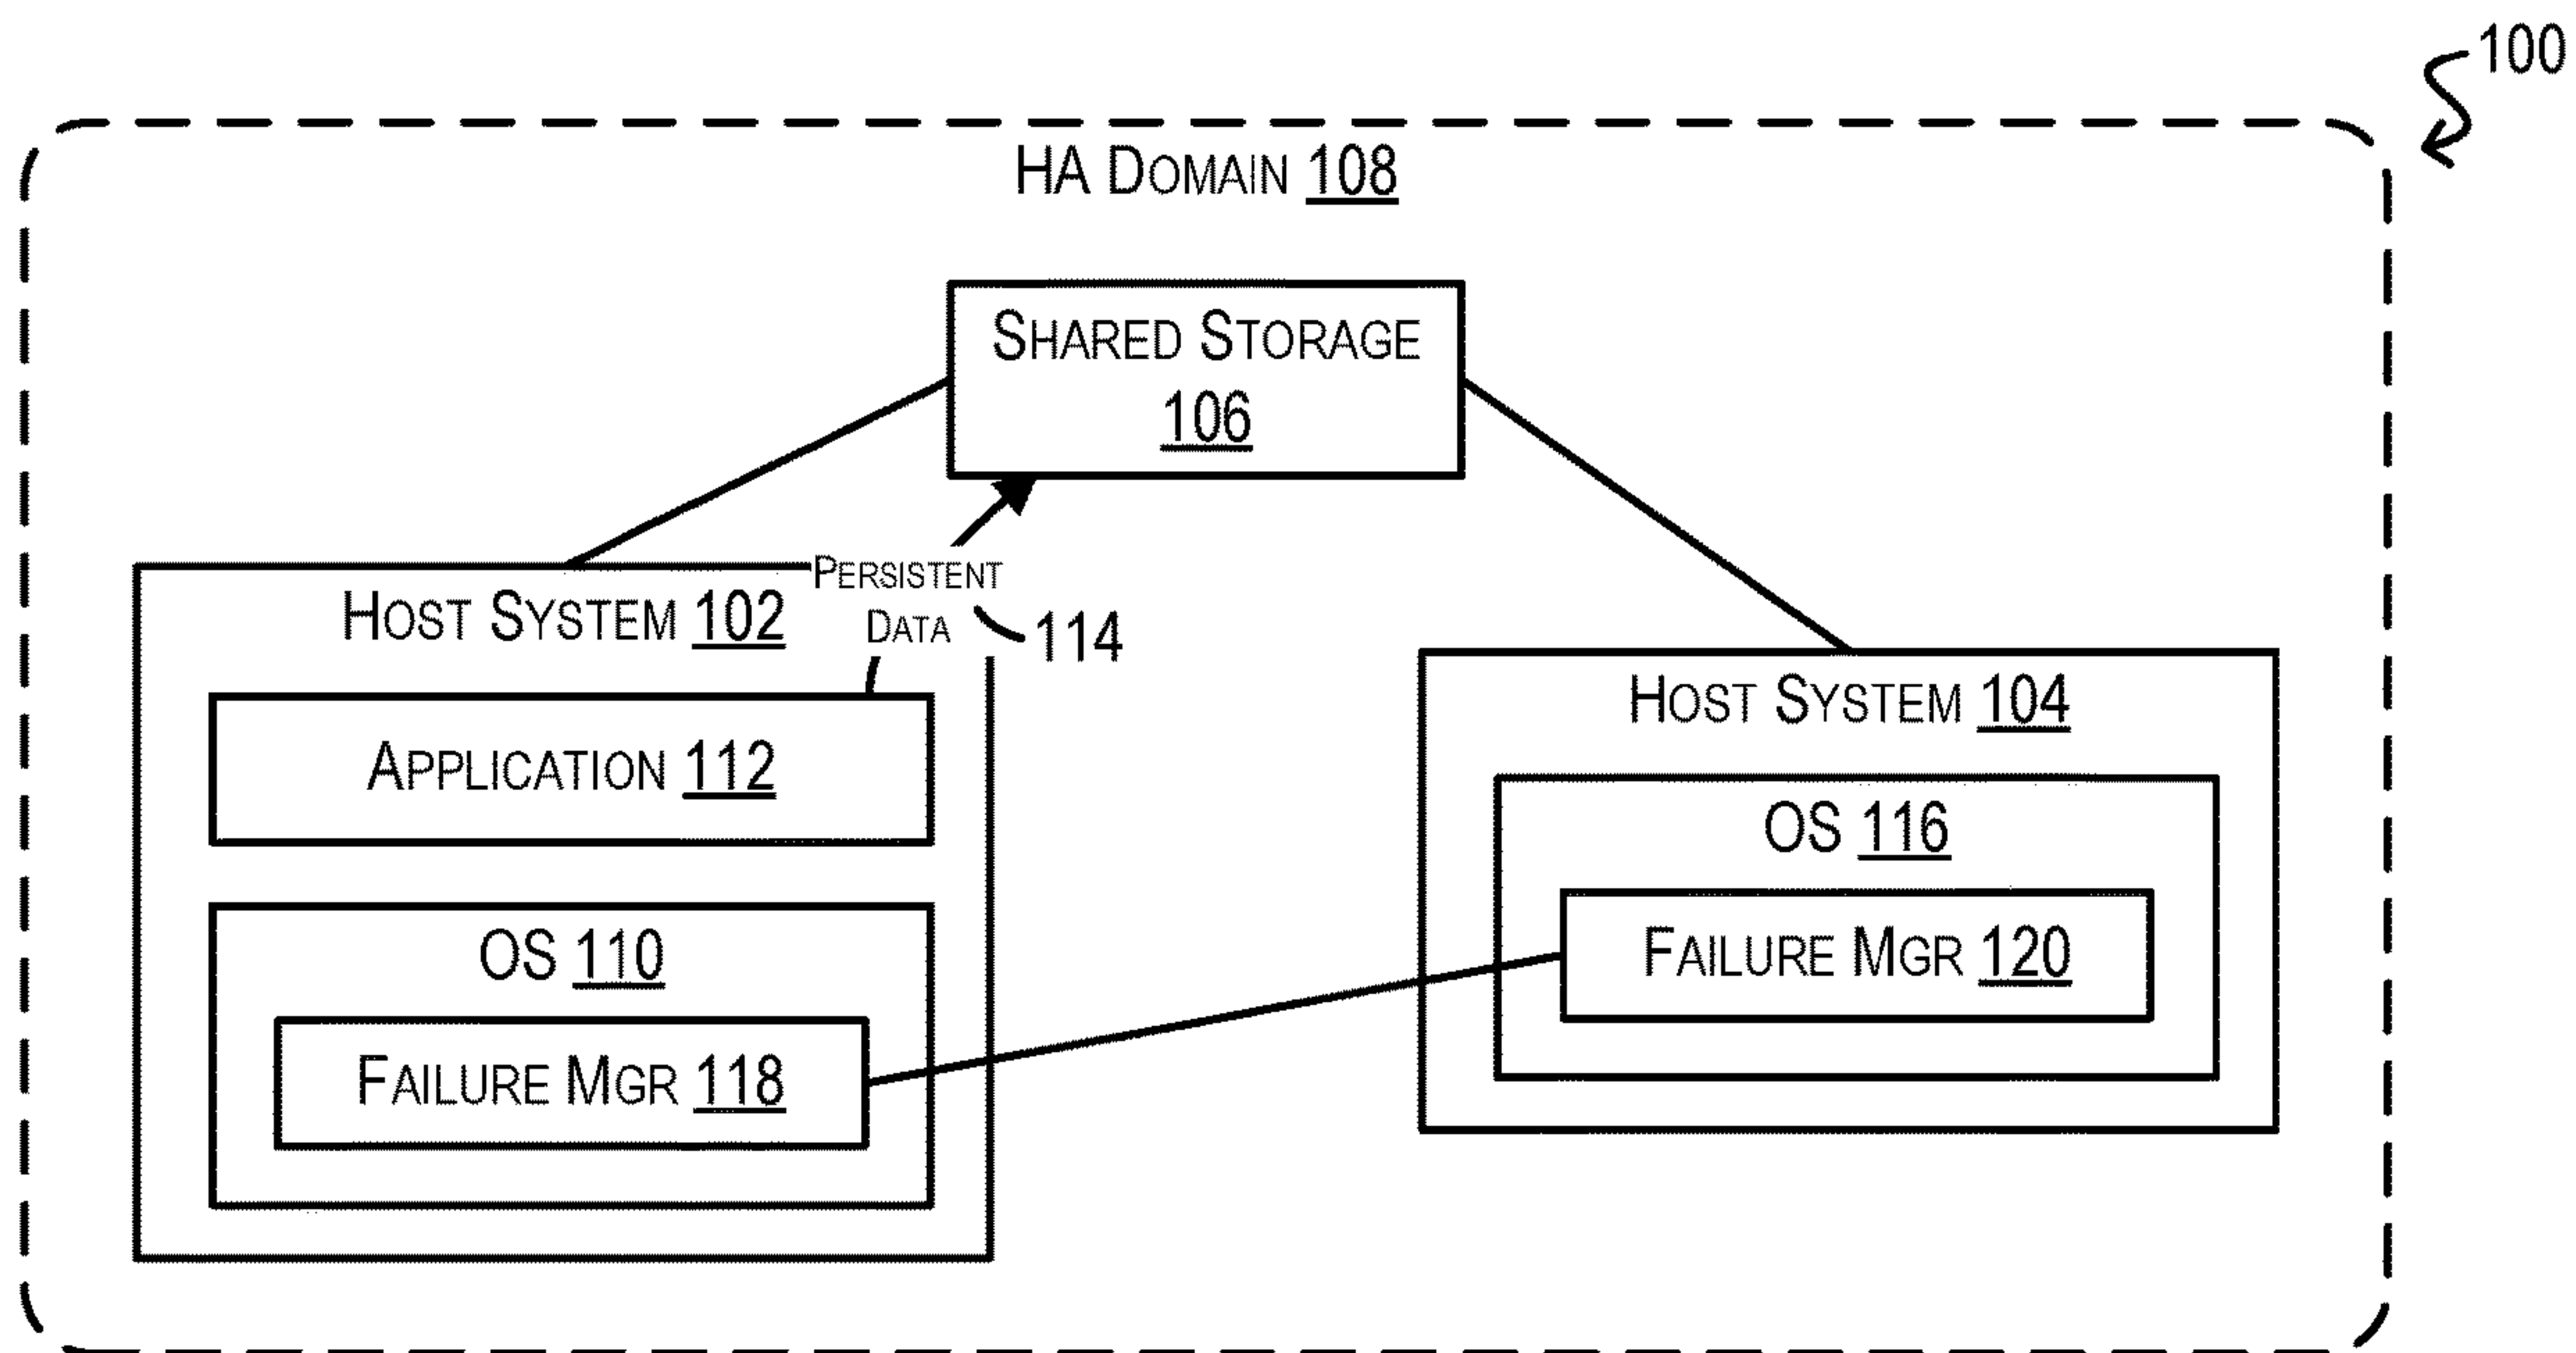 100
HA DOMAIN 108
SHARED STORAGE
106
PERSISTENT
DATA
114
HOST SYSTEM 102
APPLICATION 112
OS 110
FAILURE MGR 118
HOST SYSTEM 104
OS 116
FAILURE MGR 120